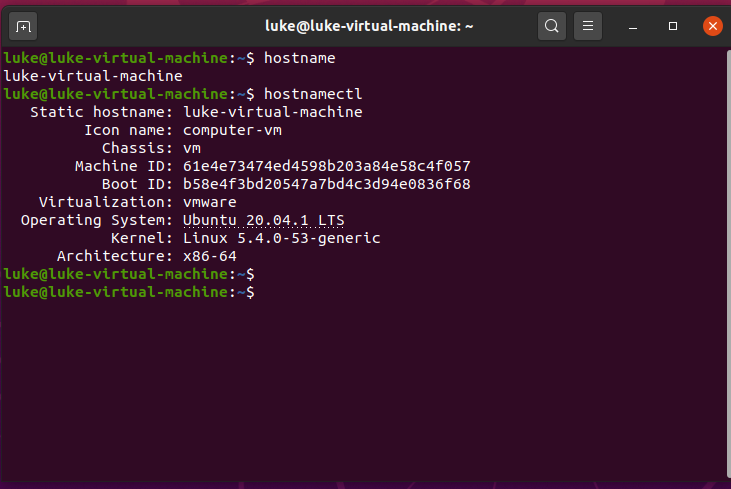 luke@luke-virtual-machine: ~
luke@luke-virtual-machine:~$ hostname
luke-virtual-machine
luke@luke-virtual-machine:~$ hostnamectl
Static hostname: luke-virtual-machine
Icon name: computer-vm
Chassis: vm
Machine ID: 61e4e73474ed4598b203a84e58c4f057
Boot ID: b58e4f3bd20547a7bd4c3d94e0836f68
Virtualization: vmware
Operating System: Ubuntu 20.04.1 LTS
Kernel: Linux 5.4.0-53-generic
Architecture: x86-64
luke@luke-virtual-machine:~$
luke@luke-virtual-machine:~$